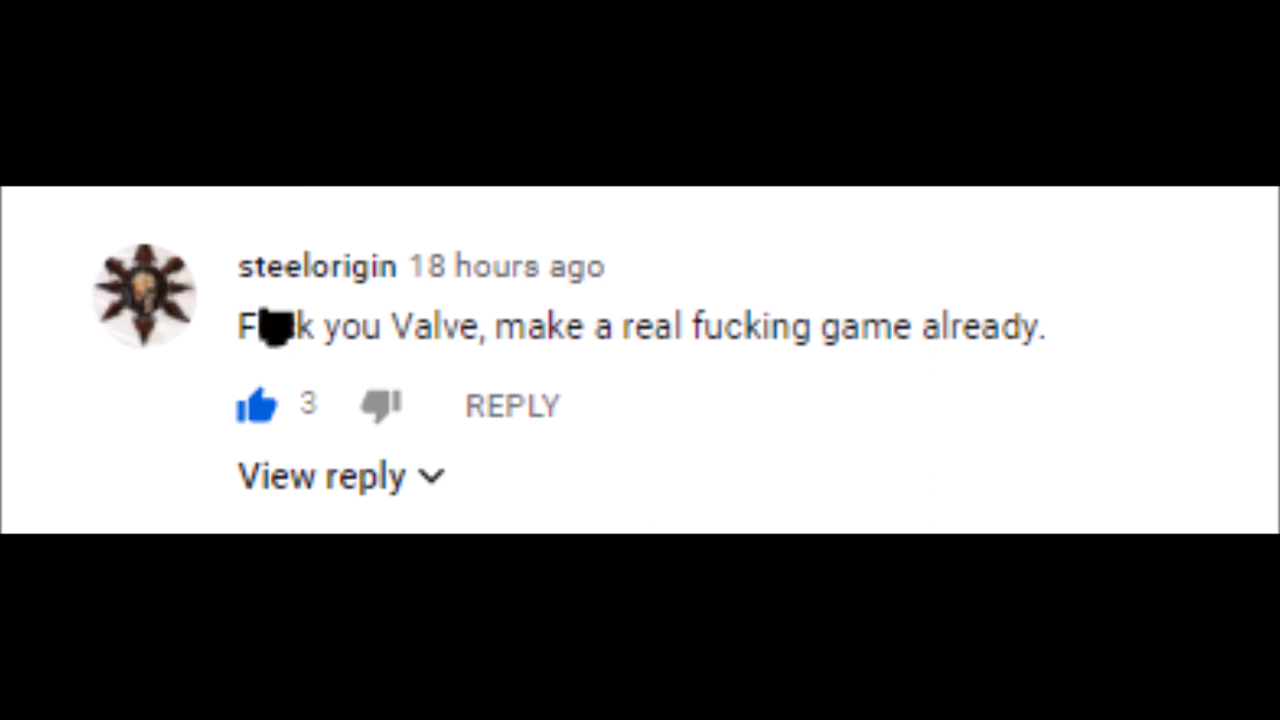 steelorigin 18 hours ago
F k you Valve, make a real fucking game already.
3 REPLY
View reply